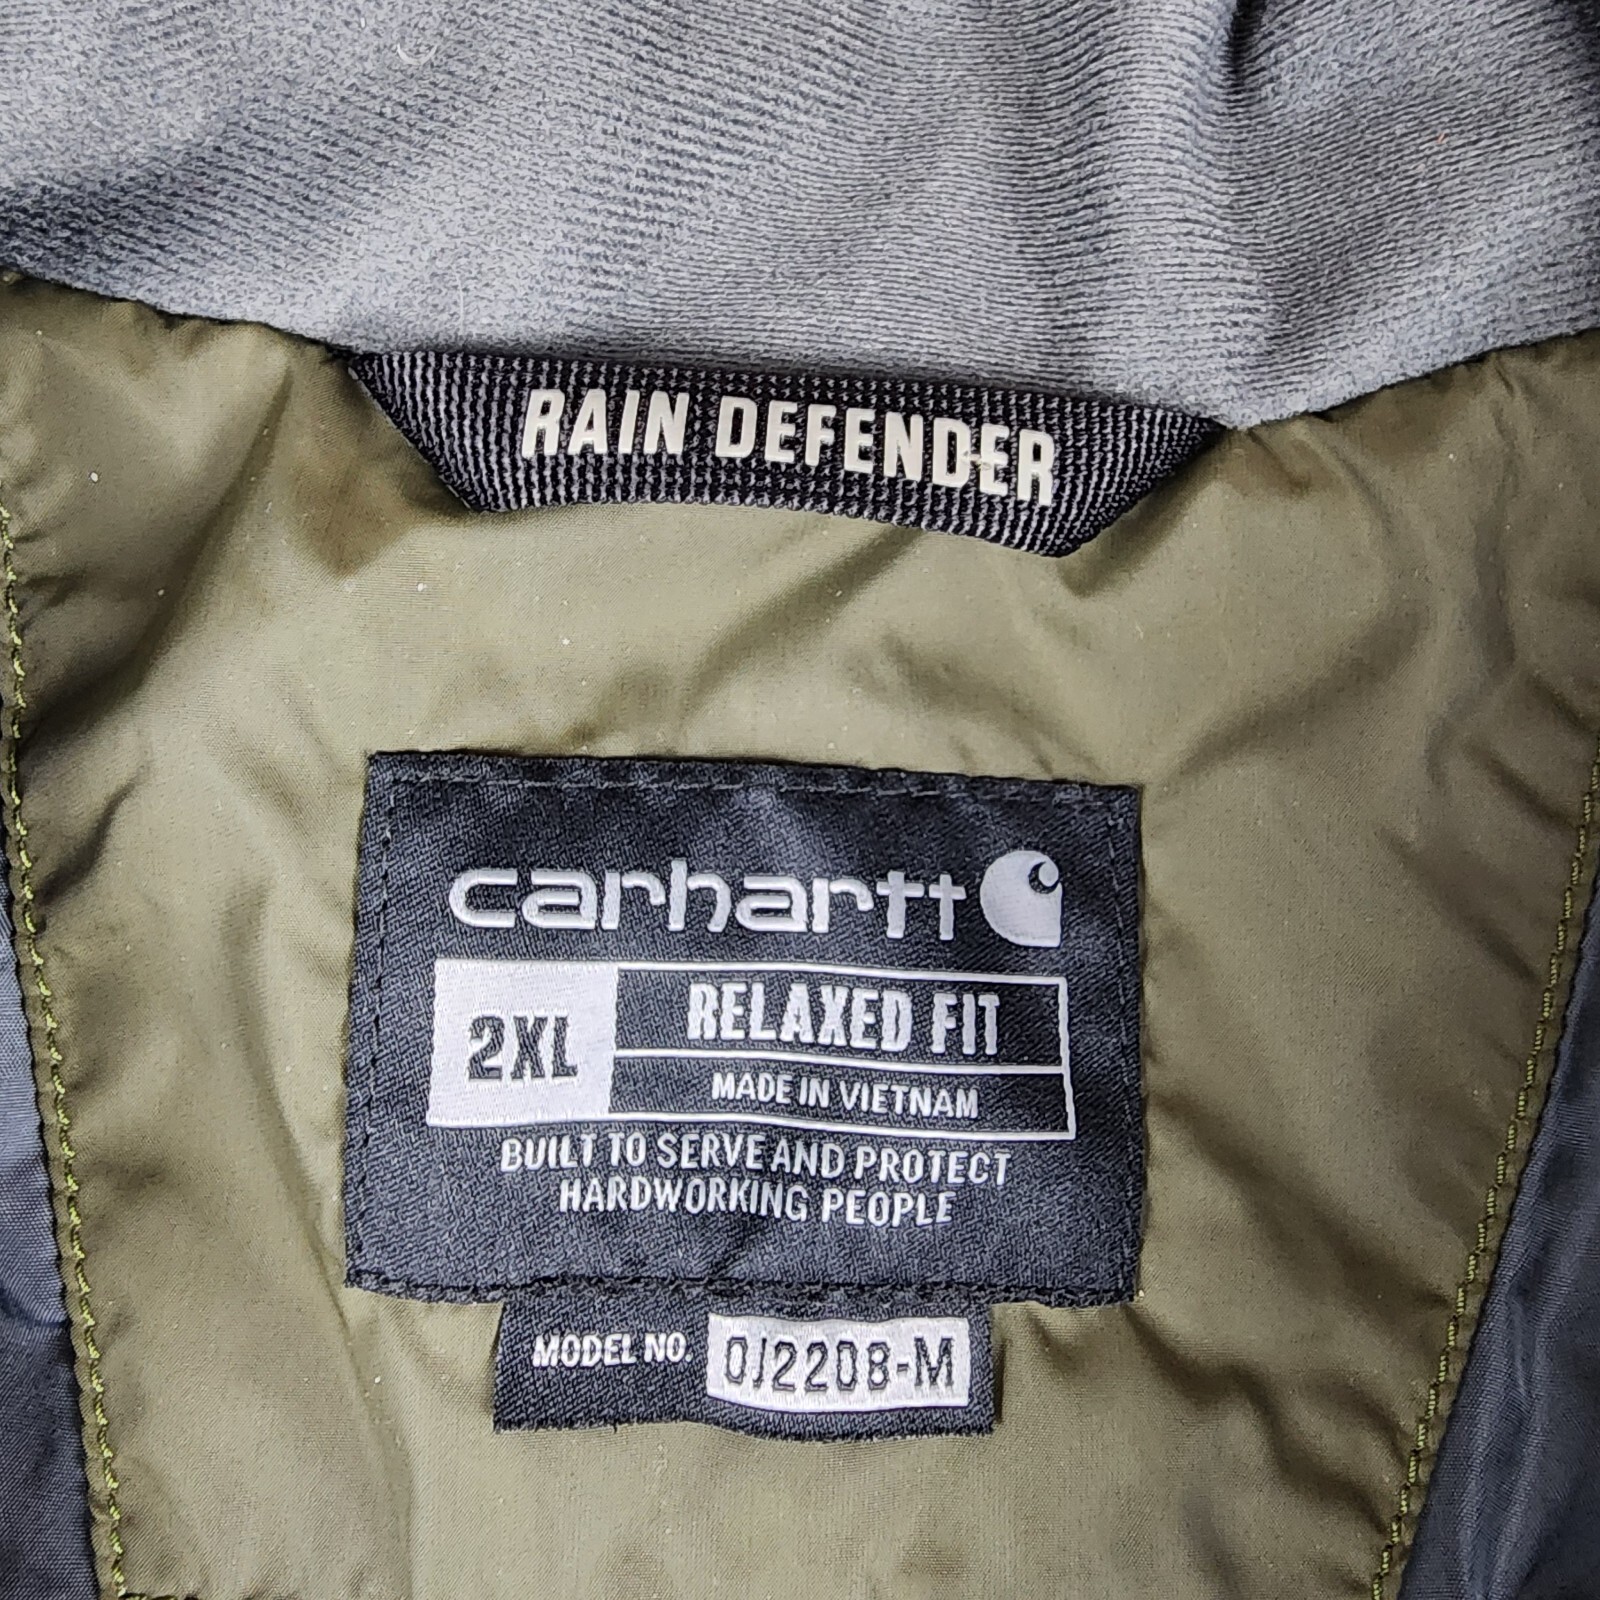 RAIN DEFENDER
carhartt
2XL
RELAXED FIT
MADE IN VIETNAM
BUILT TO SERVE AND PROTECT
HARDWORKING PEOPLE
MODEL NO. OJ2208-M